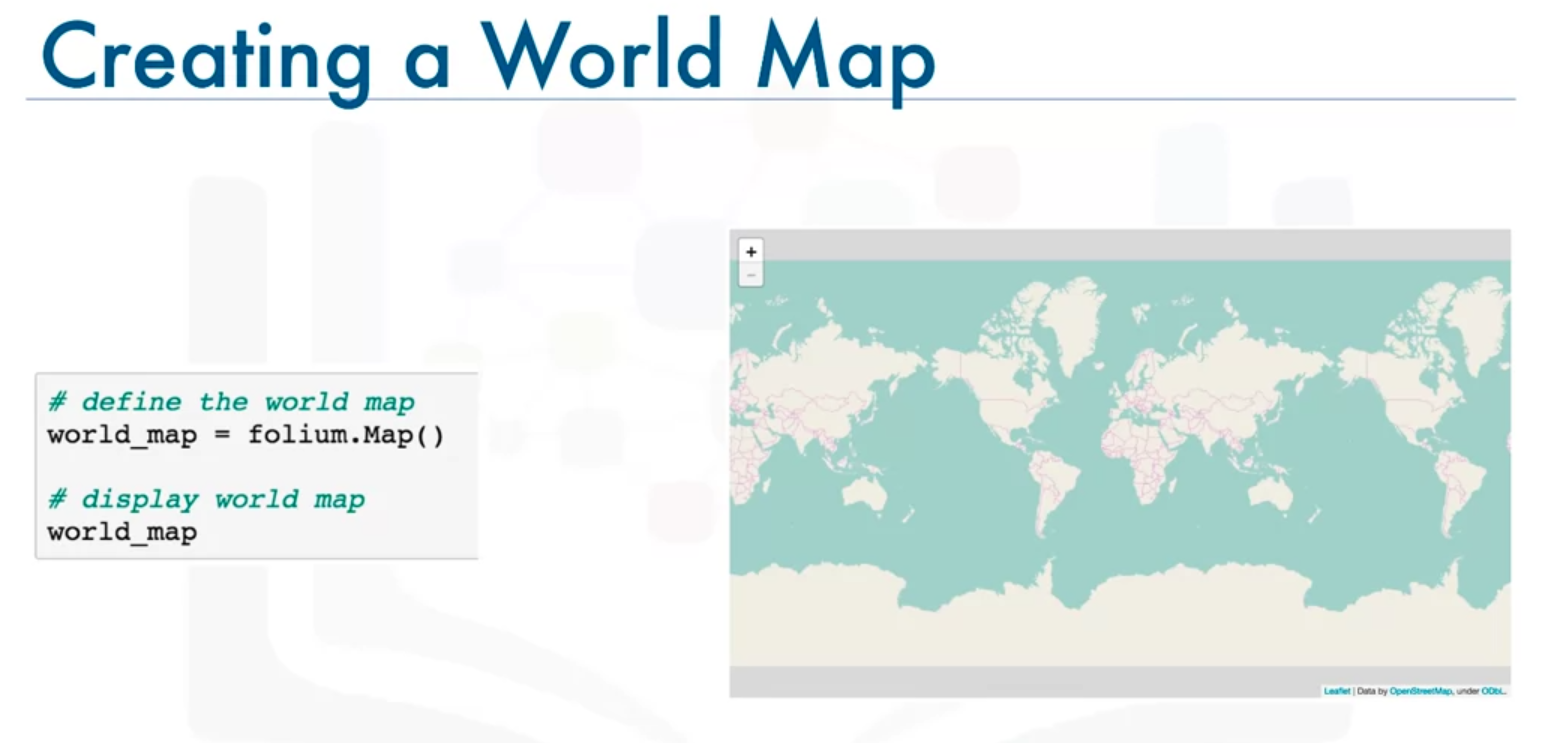 Creating a World Map
# define the world map
world_map = folium.Map()
# display world map
world_map
+
−
Leaflet | Data by OpenStreetMap, under ODbL.